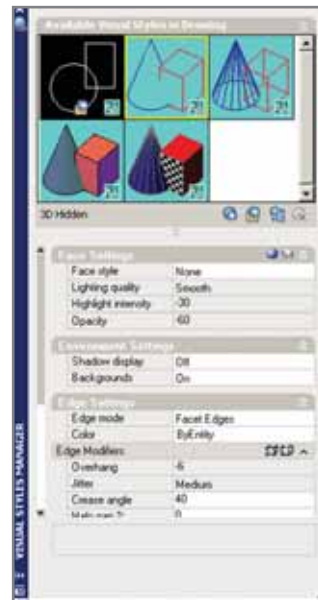 Available Visual Styles in Drawing
3D Hidden
Face Settings
Face style None
Lighting quality Smooth
Highlight intensity -30
Opacity -60
Environment Settings
Shadow display Off
Backgrounds On
Edge Settings
Edge mode Facet Edges
Color ByEntity
Edge Modifiers
Overhang -6
Jitter Medium
Crease angle 40
Halo gap % 0
VISUAL STYLES MANAGER